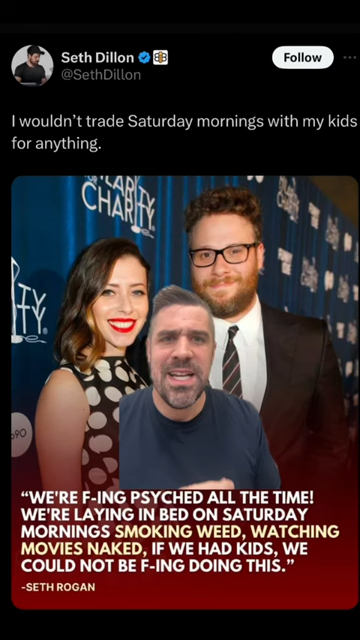 Seth Dillon
Follow
@SethDillon
I wouldn't trade Saturday mornings with my kids
for anything.
CHARITY
“WE'RE F-ING PSYCHED ALL THE TIME!
WE'RE LAYING IN BED ON SATURDAY
MORNINGS SMOKING WEED, WATCHING
MOVIES NAKED, IF WE HAD KIDS, WE
COULD NOT BE F-ING DOING THIS.”
-SETH ROGAN